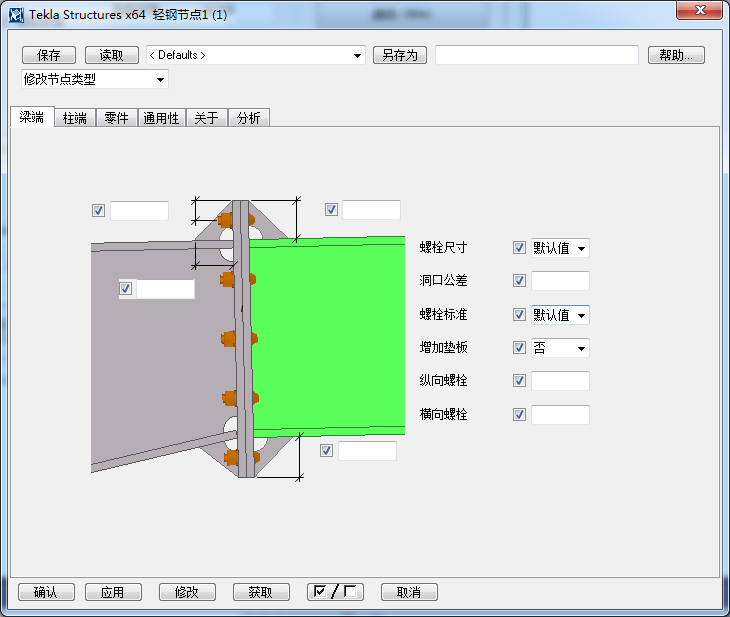 Tekla Structures x64 轻钢节点1 (1)
保存 读取 < Defaults > 另存为 帮助...
修改节点类型
梁端 柱端 零件 通用性 关于 分析
螺栓尺寸 默认值
洞口公差
螺栓标准 默认值
增加垫板 否
纵向螺栓
横向螺栓
确认 应用 修改 获取 / 取消